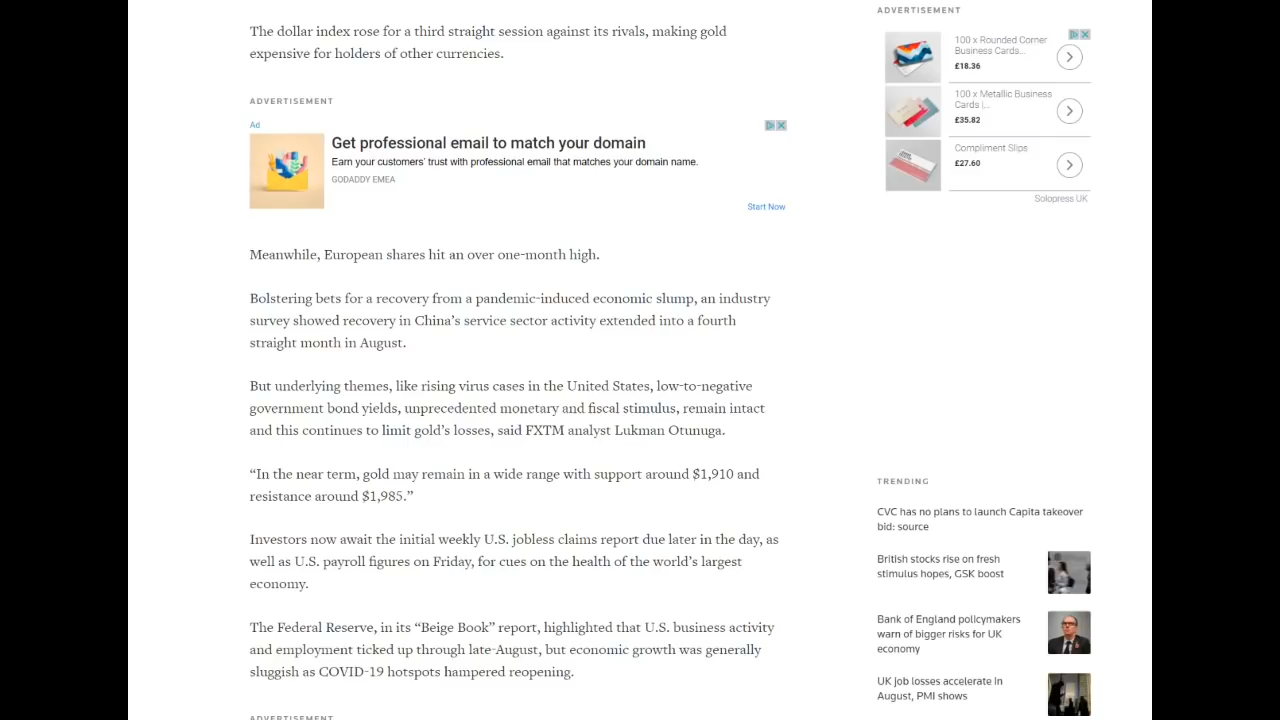 The dollar index rose for a third straight session against its rivals, making gold
expensive for holders of other currencies.
ADVERTISEMENT
Ad
Get professional email to match your domain
Earn your customers' trust with professional email that matches your domain name.
GODADDY EMEA
Start Now
Meanwhile, European shares hit an over one-month high.
Bolstering bets for a recovery from a pandemic-induced economic slump, an industry
survey showed recovery in China’s service sector activity extended into a fourth
straight month in August.
But underlying themes, like rising virus cases in the United States, low-to-negative
government bond yields, unprecedented monetary and fiscal stimulus, remain intact
and this continues to limit gold’s losses, said FXTM analyst Lukman Otunuga.
“In the near term, gold may remain in a wide range with support around $1,910 and
resistance around $1,985.”
Investors now await the initial weekly U.S. jobless claims report due later in the day, as
well as U.S. payroll figures on Friday, for cues on the health of the world’s largest
economy.
The Federal Reserve, in its “Beige Book” report, highlighted that U.S. business activity
and employment ticked up through late-August, but economic growth was generally
sluggish as COVID-19 hotspots hampered reopening.
ADVERTISEMENT
ADVERTISEMENT
100 x Rounded Corner
Business Cards...
£18.36
100 x Metallic Business
Cards |...
£35.82
Compliment Slips
£27.60
Solopress UK
TRENDING
CVC has no plans to launch Capita takeover
bid: source
British stocks rise on fresh
stimulus hopes, GSK boost
Bank of England policymakers
warn of bigger risks for UK
economy
UK job losses accelerate in
August, PMI shows